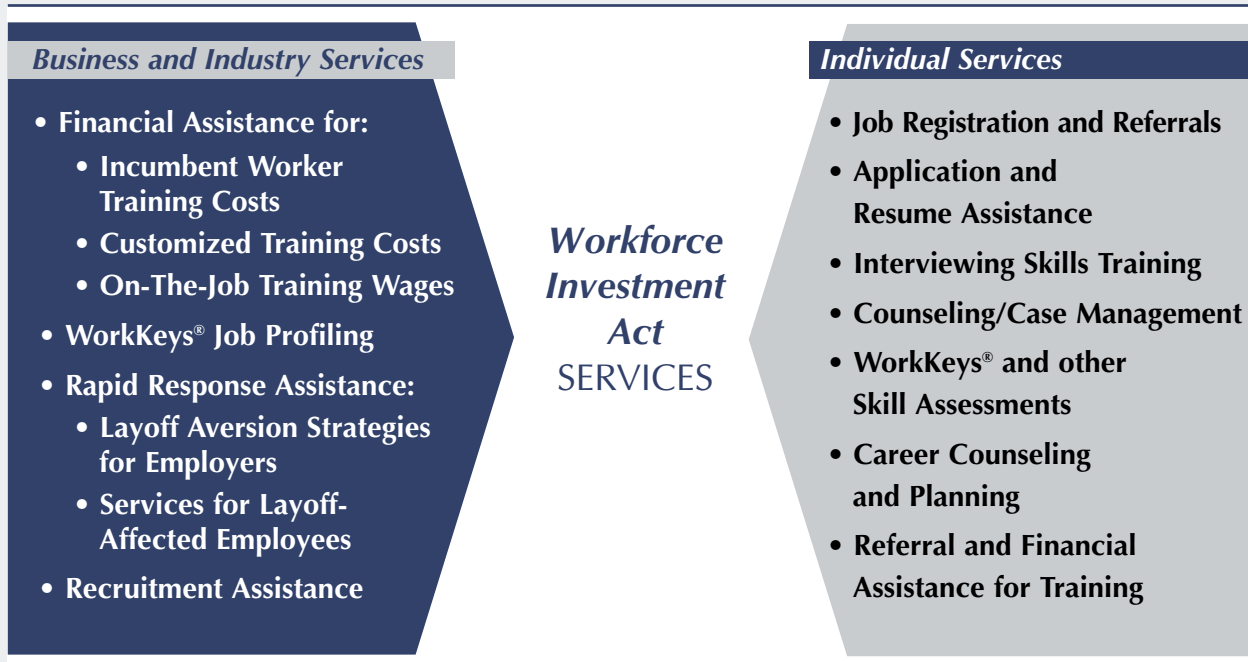 Business and Industry Services
• Financial Assistance for:
• Incumbent Worker
Training Costs
• Customized Training Costs
• On-The-Job Training Wages
• WorkKeys® Job Profiling
• Rapid Response Assistance:
• Layoff Aversion Strategies
for Employers
• Services for Layoff-
Affected Employees
• Recruitment Assistance
Workforce
Investment
Act
SERVICES
Individual Services
• Job Registration and Referrals
• Application and
Resume Assistance
• Interviewing Skills Training
• Counseling/Case Management
• WorkKeys® and other
Skill Assessments
• Career Counseling
and Planning
• Referral and Financial
Assistance for Training